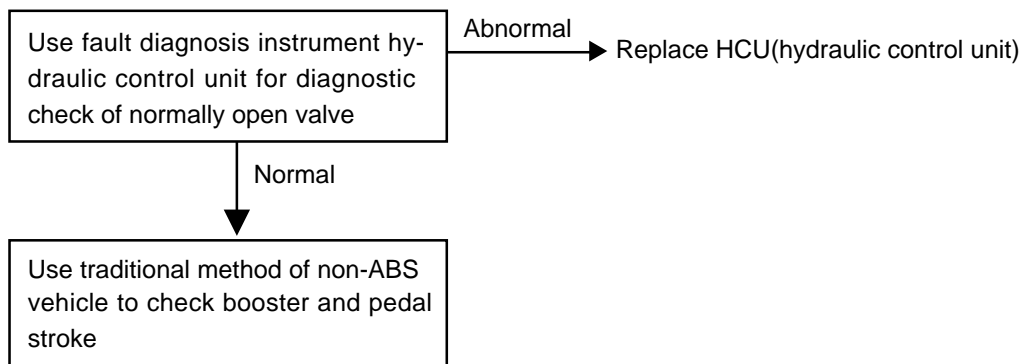 Use fault diagnosis instrument hy-
draulic control unit for diagnostic
check of normally open valve
Abnormal
Replace HCU(hydraulic control unit)
Normal
Use traditional method of non-ABS
vehicle to check booster and pedal
stroke